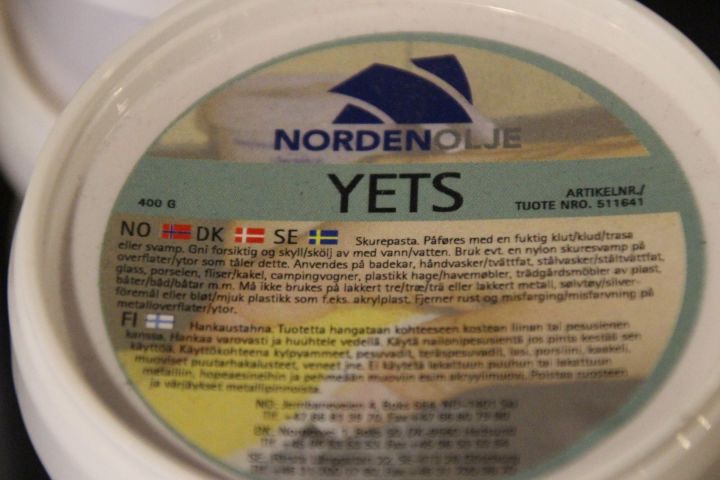 NORDENOLJE
YETS
400 G
ARTIKELNR./
TUOTE NRO. 511641
NO DK SE Skurepasta. Påføres med en fuktig klut/klud/trasa
eller svamp. Gni forsiktig og skyll/skölj av med vann/vatten. Bruk evt. en nylon skuresvamp på
overflater/ytor som tåler dette. Anvendes på badekar, håndvasker/tvättfat, stålvasker/ståltvättfat,
glass, porselen, fliser/kakel, campingvogner, plastikk hage/havemøbler, trädgårdsmöbler av plast,
båter/båd/båtar m.m. Må ikke brukes på lakkert tre/træ/trä eller lakkert metall, sølvtøy/silver-
föremål eller bløt/mjuk plastikk som f.eks. akrylplast. Fjerner rust og misfarging/misfarvning på
metalloverflater/ytor.
FI Hankaustahna. Tuotetta hangataan kohteeseen kostean liinan tai pesusienen
kanssa. Hankaa varovasti ja huuhtele vedellä. Käytä nailonipesusientä jos pinta kestää sen
käyttöä. Käyttökohteena kylpyammeet, pesuvadit, teräspesuvadit, lasi, porsliini, kaakeli,
muoviset puutarhakalusteet, veneet jne. Ei käytetä lakattuun puuhun tai lakattuun
metalliin, hopeaesineihin ja pehmeään muoviin esim akryylimuovi. Poistaa ruosteen
ja värjäykset metallipinnoista.